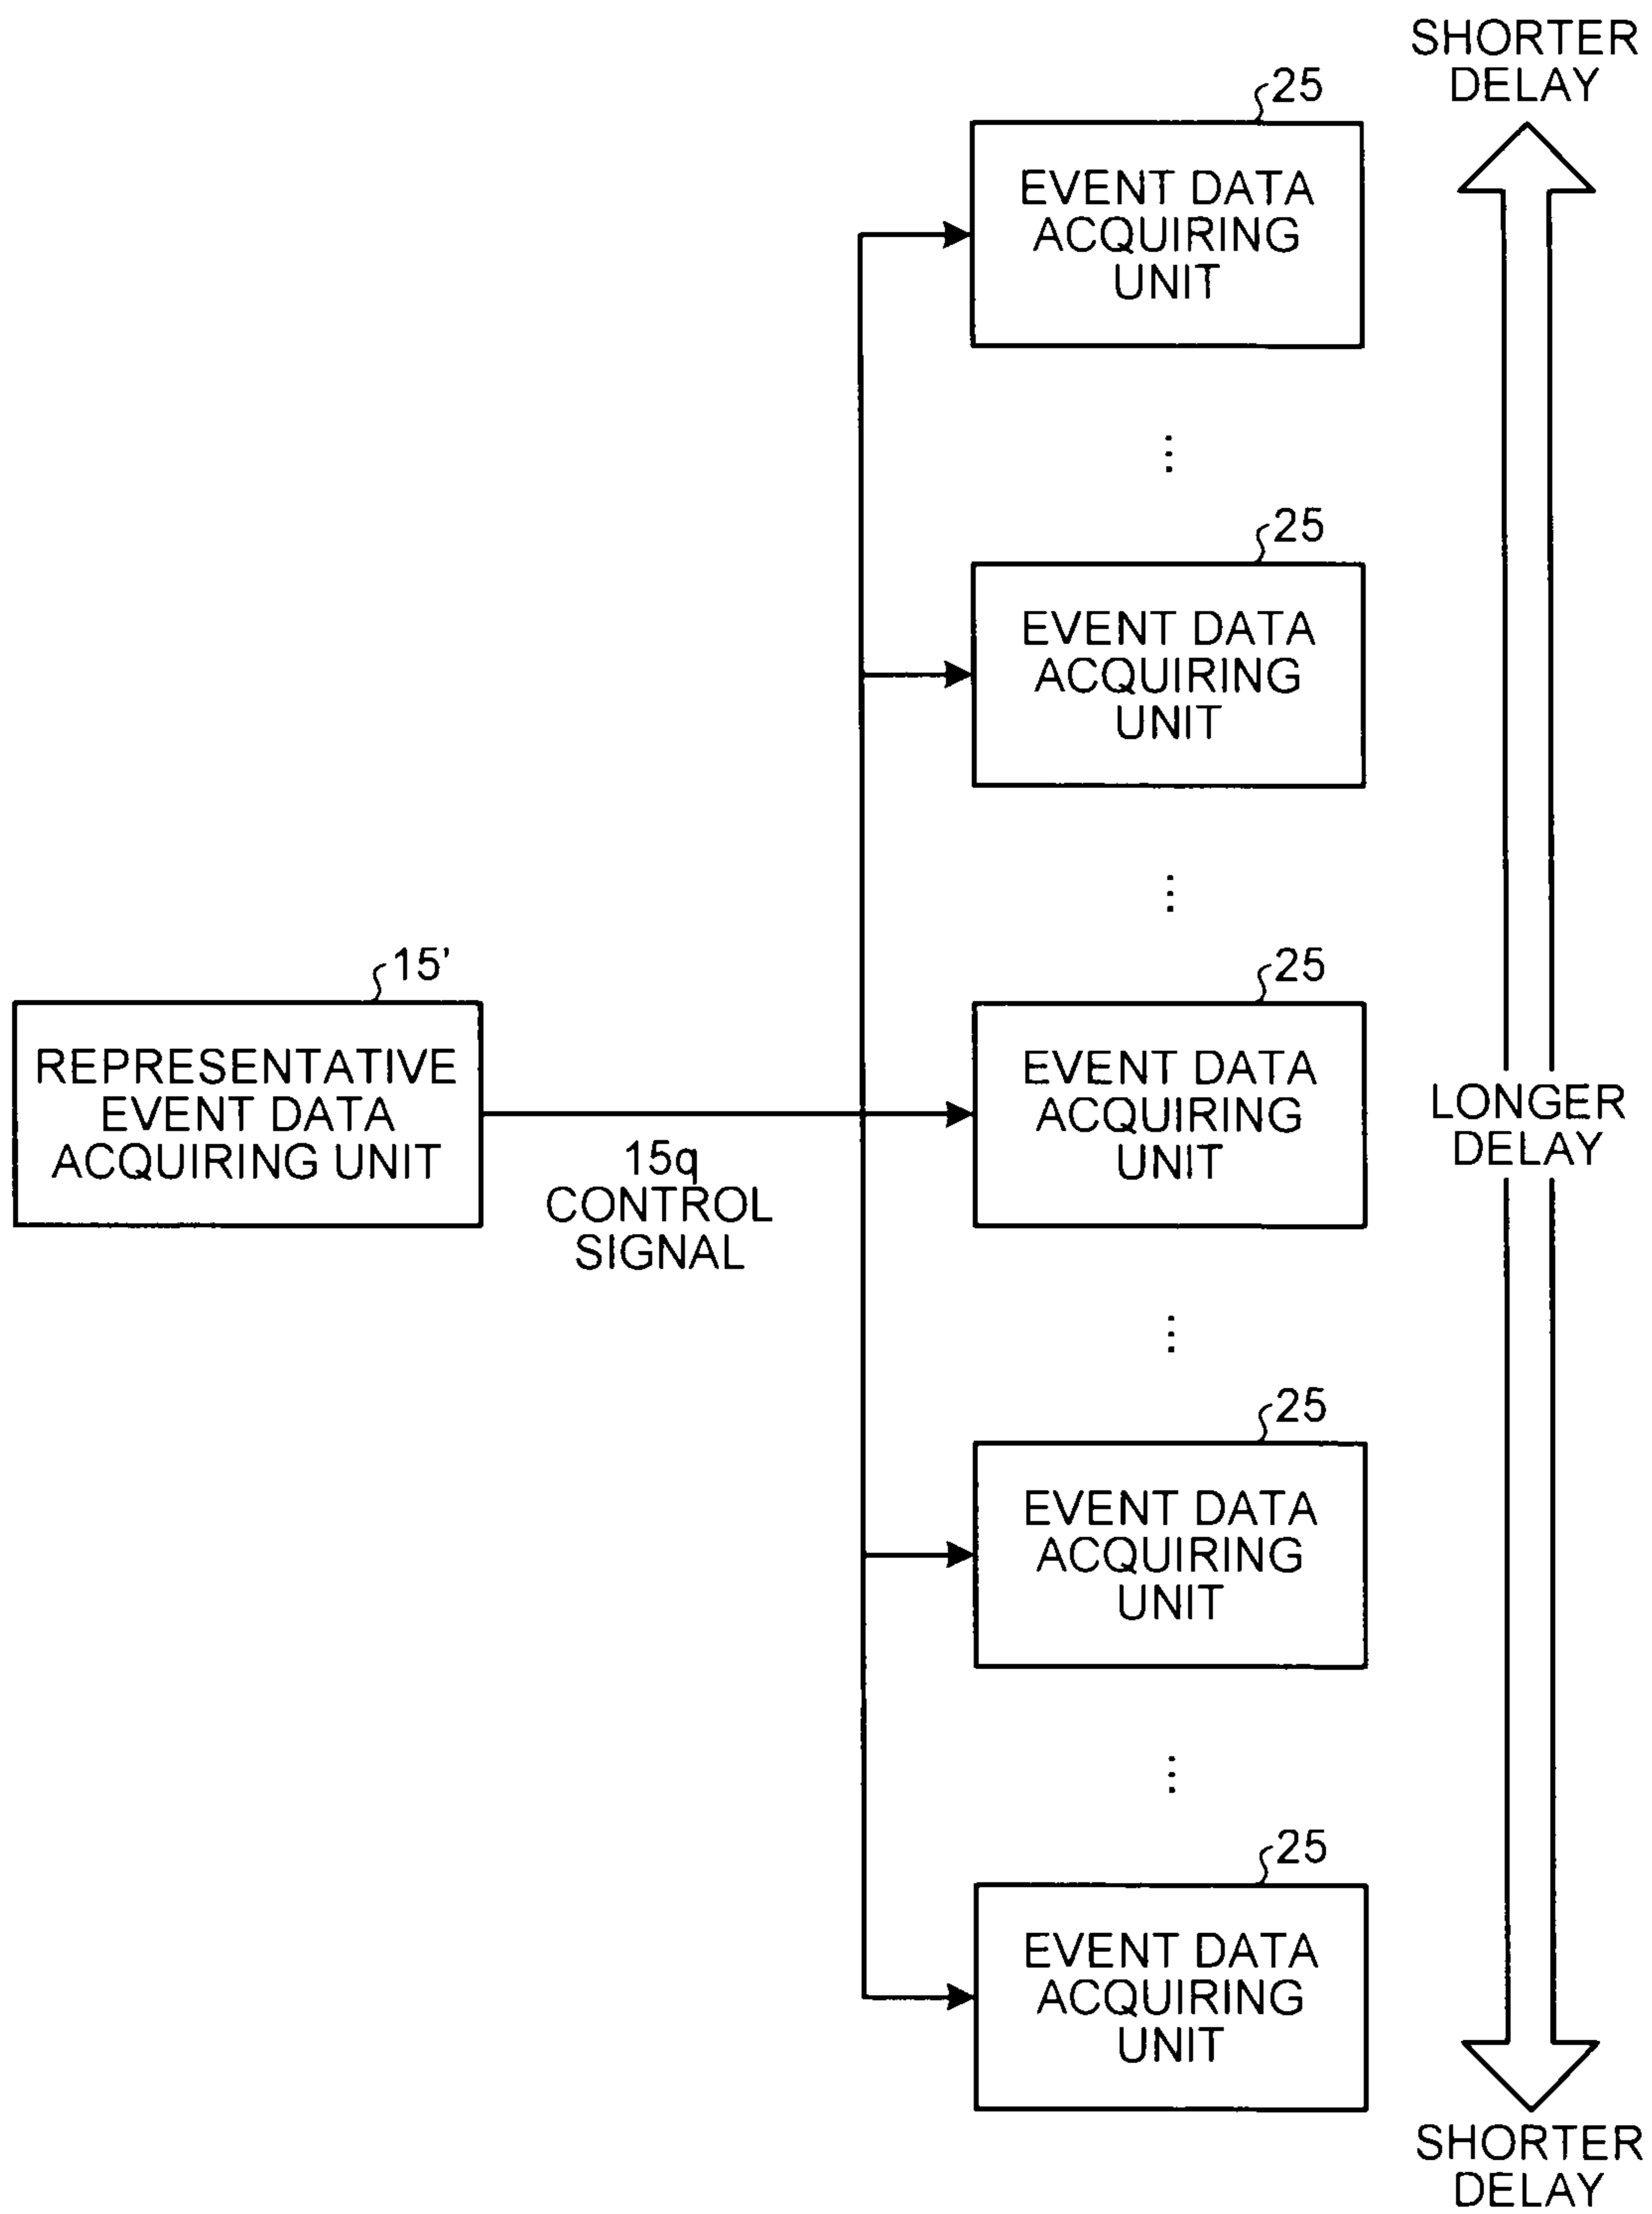 SHORTER
DELAY
25
EVENT DATA
ACQUIRING
UNIT
25
EVENT DATA
ACQUIRING
UNIT
15'
REPRESENTATIVE
EVENT DATA
ACQUIRING UNIT
15q
CONTROL
SIGNAL
25
EVENT DATA
ACQUIRING
UNIT
LONGER
DELAY
25
EVENT DATA
ACQUIRING
UNIT
25
EVENT DATA
ACQUIRING
UNIT
SHORTER
DELAY